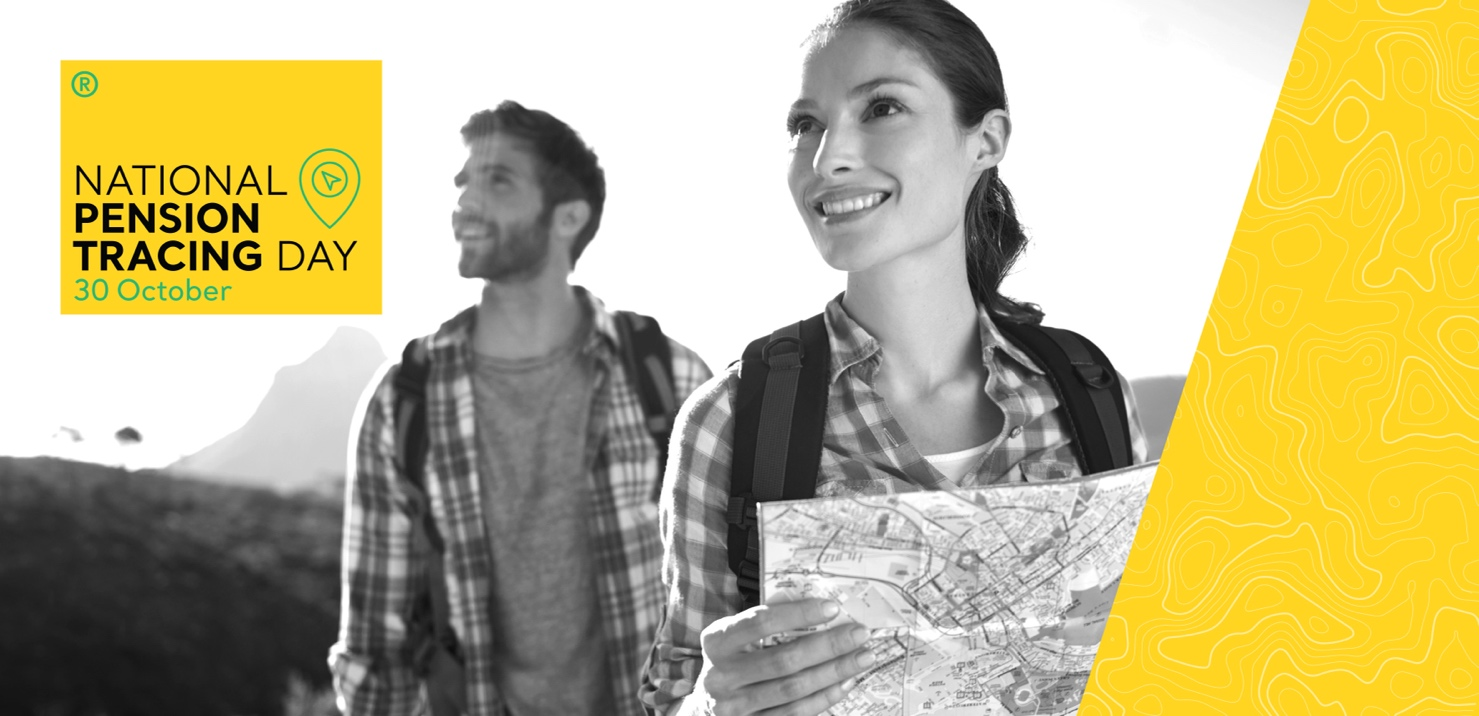 ®
NATIONAL
PENSION
TRACING DAY
30 October